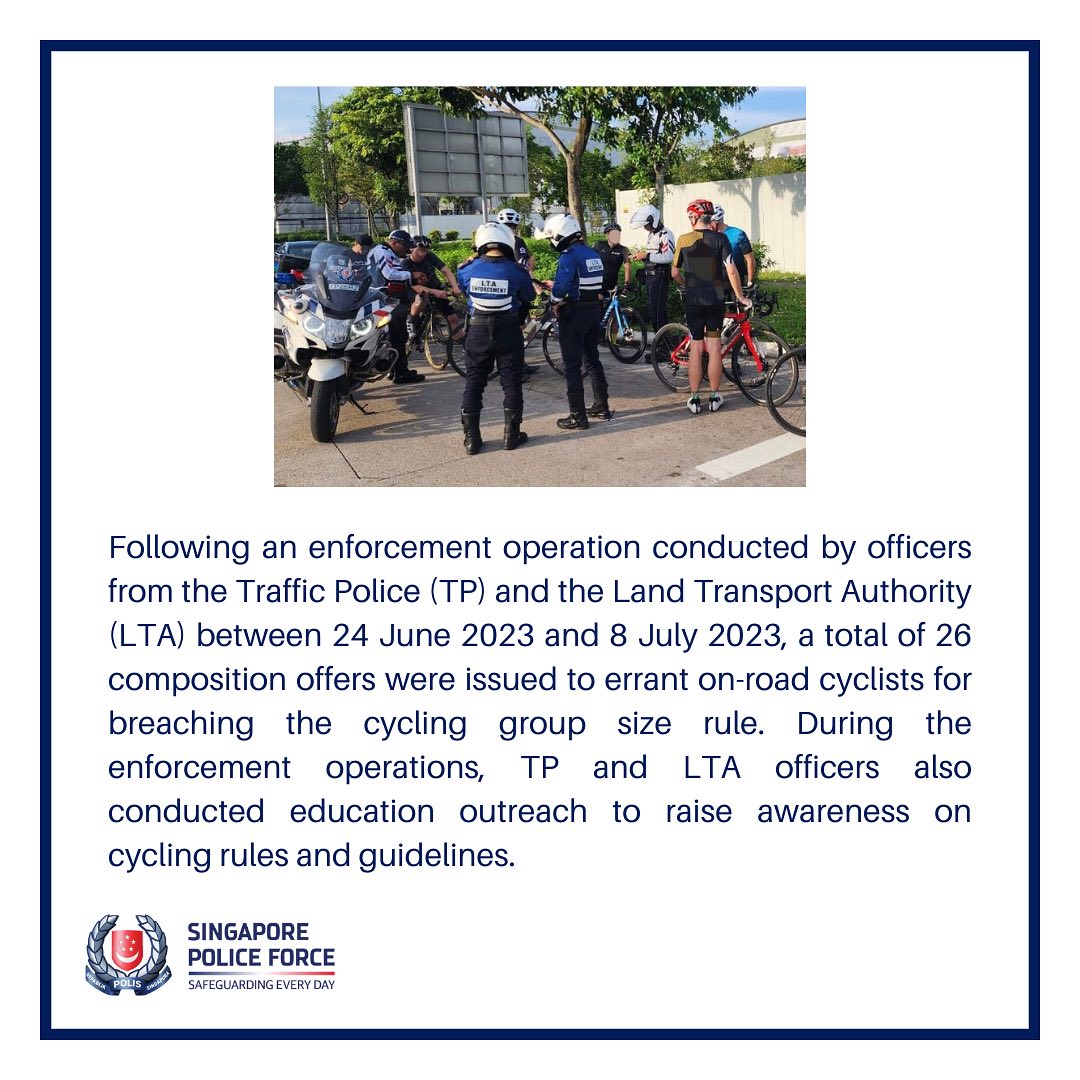 LTA
ENFORCEMENT
Following an enforcement operation conducted by officers
from the Traffic Police (TP) and the Land Transport Authority
(LTA) between 24 June 2023 and 8 July 2023, a total of 26
composition offers were issued to errant on-road cyclists for
breaching the cycling group size rule. During the
enforcement operations, TP and LTA officers also
conducted education outreach to raise awareness on
cycling rules and guidelines.
SINGAPORE
POLICE FORCE
SAFEGUARDING EVERY DAY
REPUBLIK POLIS SINGAPURA